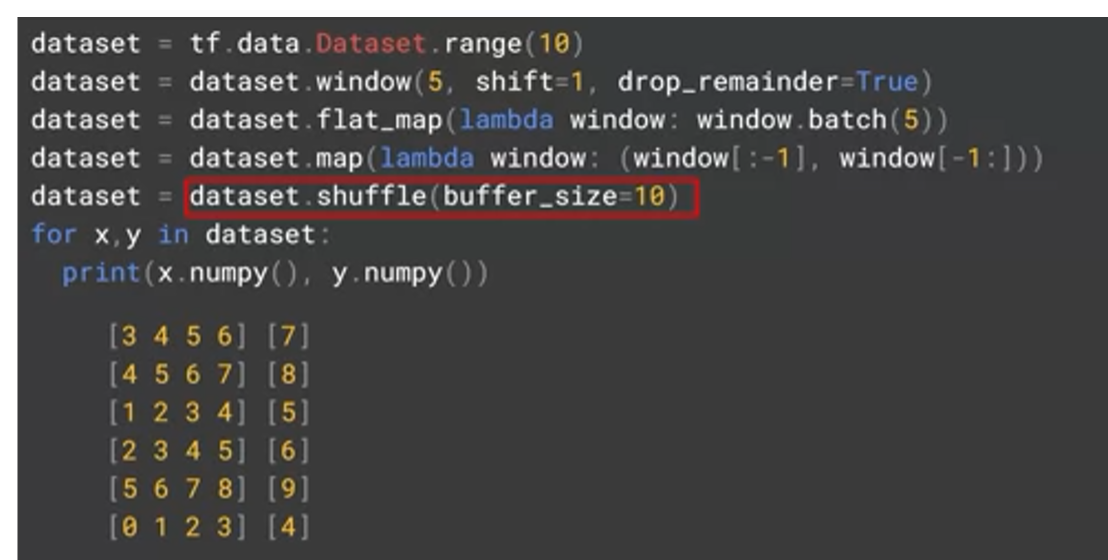 dataset = tf.data.Dataset.range(10)
dataset = dataset.window(5, shift=1, drop_remainder=True)
dataset = dataset.flat_map(lambda window: window.batch(5))
dataset = dataset.map(lambda window: (window[:-1], window[-1:]))
dataset = dataset.shuffle(buffer_size=10)
for x,y in dataset:
  print(x.numpy(), y.numpy())
[3 4 5 6] [7]
[4 5 6 7] [8]
[1 2 3 4] [5]
[2 3 4 5] [6]
[5 6 7 8] [9]
[0 1 2 3] [4]